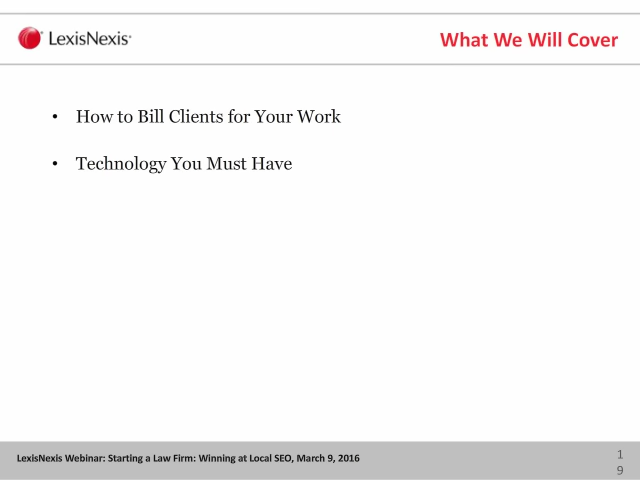 LexisNexis®
What We Will Cover
• How to Bill Clients for Your Work
• Technology You Must Have
LexisNexis Webinar: Starting a Law Firm: Winning at Local SEO, March 9, 2016
1
9